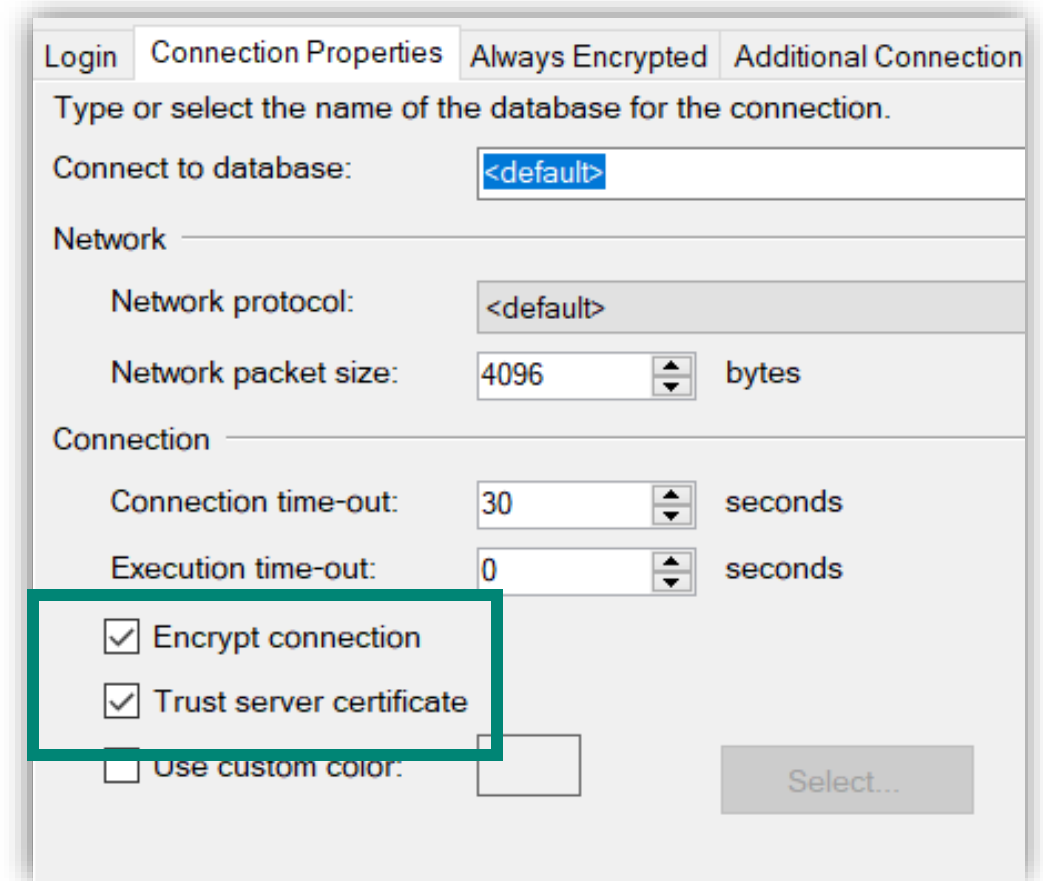 Login Connection Properties Always Encrypted Additional Connection
Type or select the name of the database for the connection.
Connect to database: <default>
Network
Network protocol: <default>
Network packet size: 4096 bytes
Connection
Connection time-out: 30 seconds
Execution time-out: 0 seconds
Encrypt connection
Trust server certificate
Use custom color: Select...